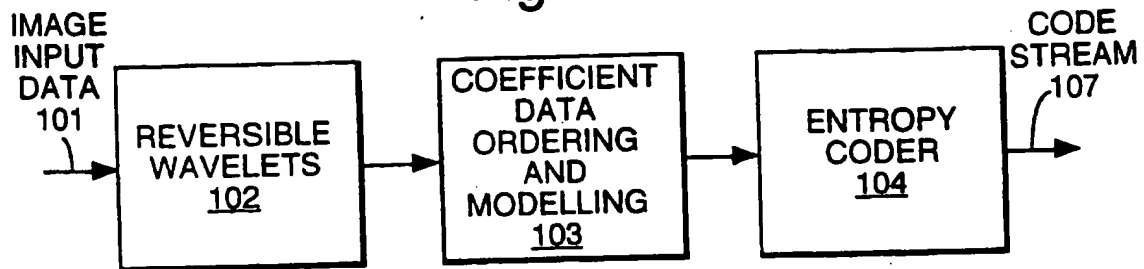 IMAGE
INPUT
DATA
101
REVERSIBLE
WAVELETS
102
COEFFICIENT
DATA
ORDERING
AND
MODELLING
103
ENTROPY
CODER
104
CODE
STREAM
107